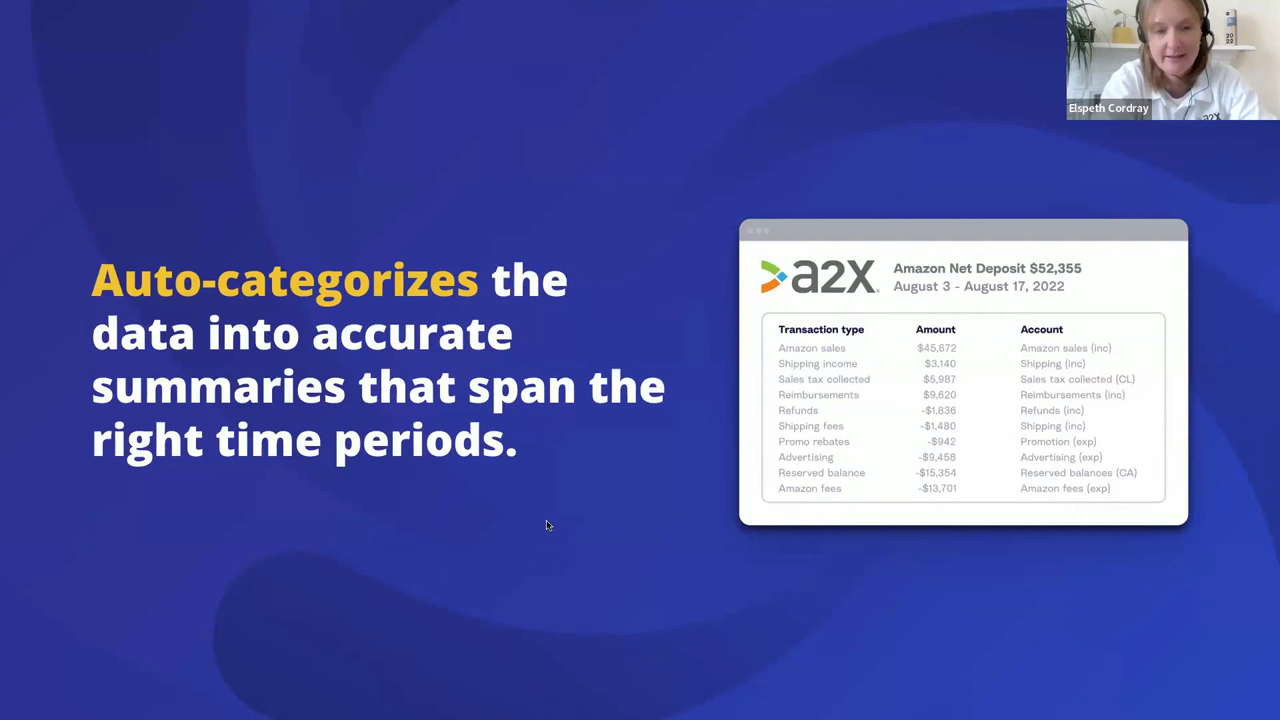 Elspeth Cordray
Auto-categorizes the
data into accurate
summaries that span the
right time periods.
a2x
Amazon Net Deposit $52,355
August 3 - August 17, 2022
Transaction type Amount Account
Amazon sales $45,672 Amazon sales (inc)
Shipping income $3,140 Shipping (inc)
Sales tax collected $5,987 Sales tax collected (CL)
Reimbursements $9,620 Reimbursements (inc)
Refunds -$1,836 Refunds (inc)
Shipping fees -$1,480 Shipping (inc)
Promo rebates -$942 Promotion (exp)
Advertising -$9,458 Advertising (exp)
Reserved balance -$15,354 Reserved balances (CA)
Amazon fees -$13,701 Amazon fees (exp)